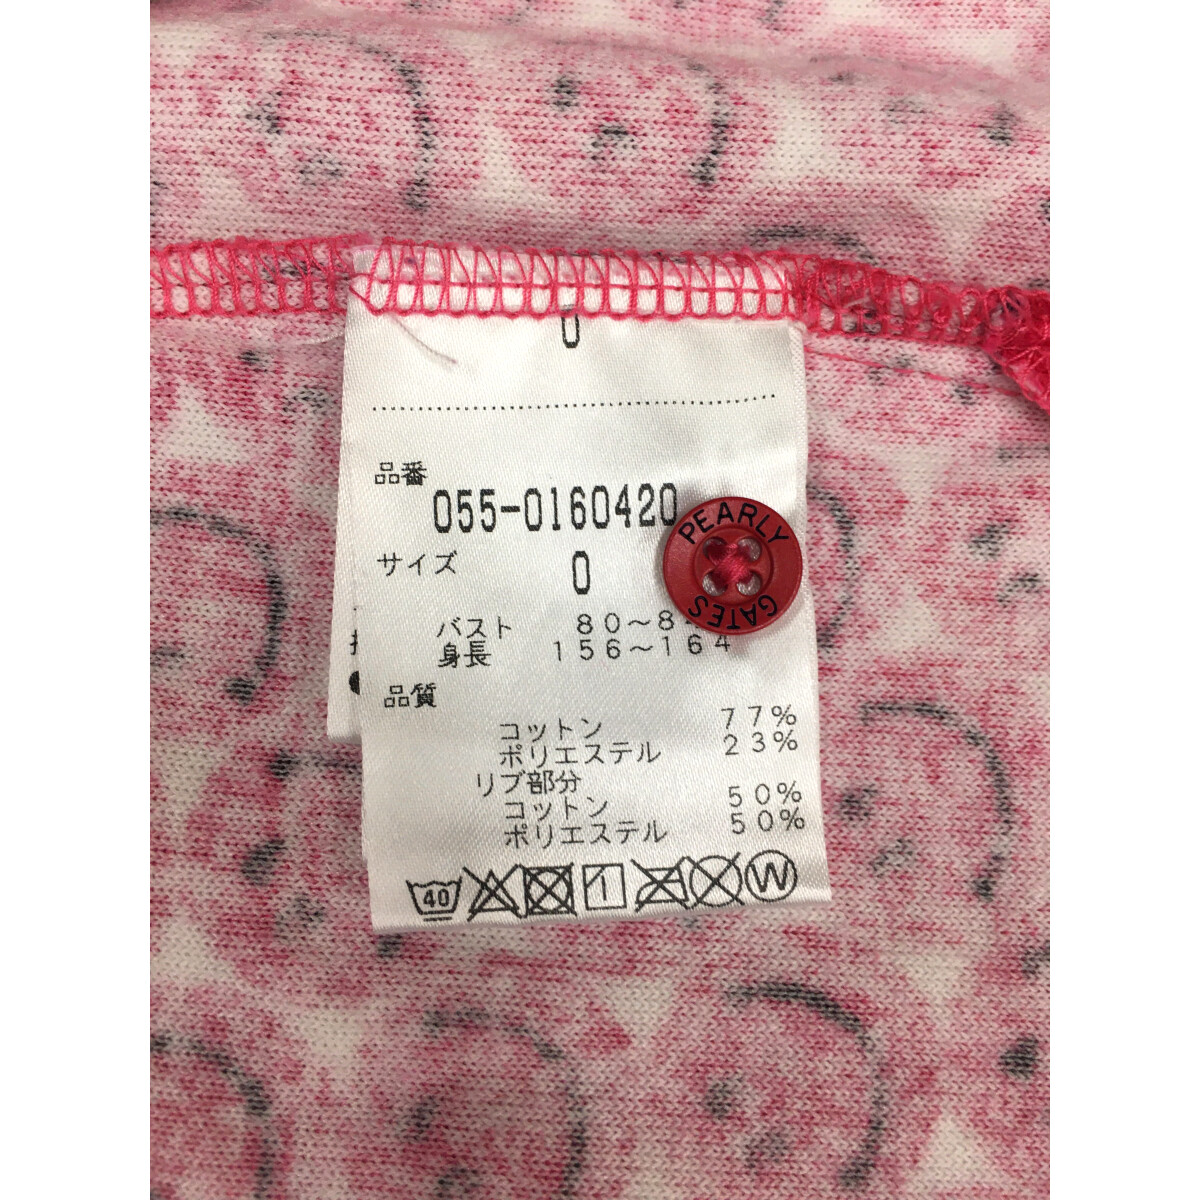 0
品番
055-0160420
サイズ 0
バスト 80～8
身長 156～164
品質
コットン 77%
ポリエステル 23%
リブ部分
コットン 50%
ポリエステル 50%
40 1 W
PEARLY
GATES